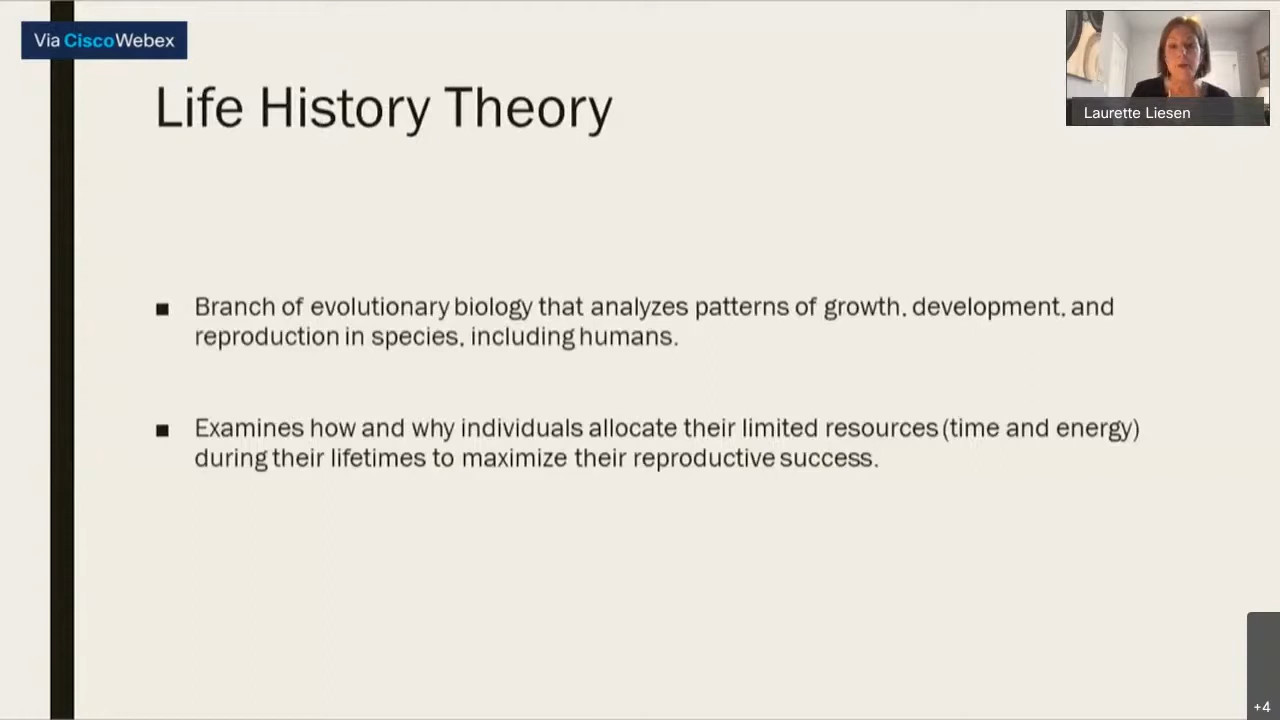 Via CiscoWebex
Laurette Liesen
Life History Theory
■ Branch of evolutionary biology that analyzes patterns of growth, development, and
reproduction in species, including humans.
■ Examines how and why individuals allocate their limited resources (time and energy)
during their lifetimes to maximize their reproductive success.
+4